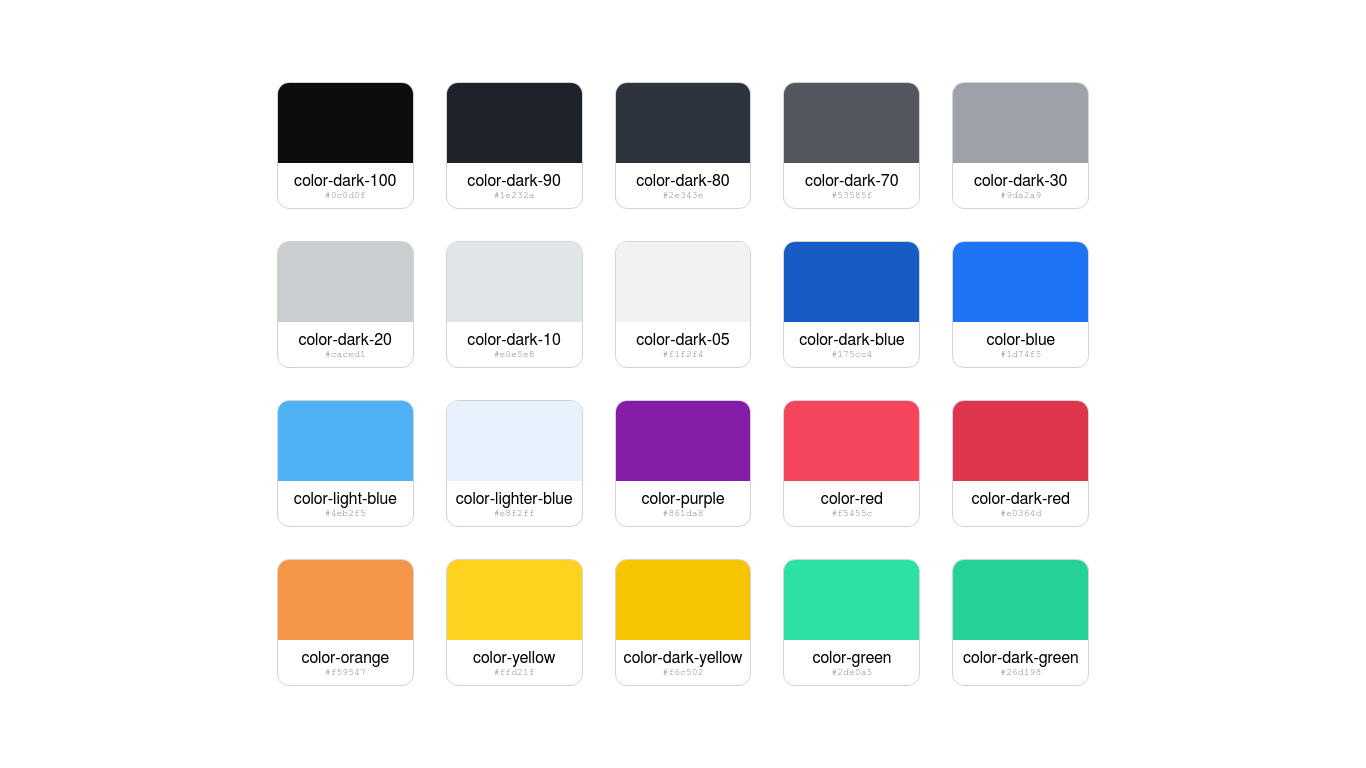 color-dark-100
#0c0d0f
color-dark-90
#1e232a
color-dark-80
#2e343e
color-dark-70
#53585f
color-dark-30
#9da2a9
color-dark-20
#caced1
color-dark-10
#e0e5e8
color-dark-05
#f1f2f4
color-dark-blue
#175cc4
color-blue
#1d74f5
color-light-blue
#4eb2f5
color-lighter-blue
#e8f2ff
color-purple
#861da8
color-red
#f5455c
color-dark-red
#e0364d
color-orange
#f59547
color-yellow
#ffd21f
color-dark-yellow
#f6c502
color-green
#2de0a5
color-dark-green
#26d198